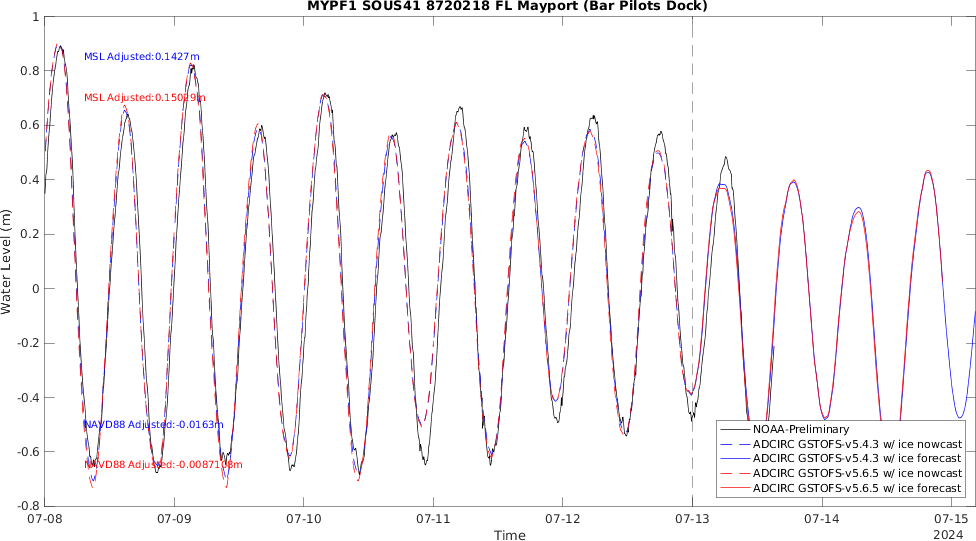 MYPF1 SOUS41 8720218 FL Mayport (Bar Pilots Dock)
1
0.8
0.6
0.4
0.2
0
-0.2
-0.4
-0.6
-0.8
Water Level (m)
MSL Adjusted:0.1427m
MSL Adjusted:0.15029m
NAVD88 Adjusted:-0.0163m
NAVD88 Adjusted:-0.0087108m
NOAA-Preliminary
ADCIRC GSTOFS-v5.4.3 w/ ice nowcast
ADCIRC GSTOFS-v5.4.3 w/ ice forecast
ADCIRC GSTOFS-v5.6.5 w/ ice nowcast
ADCIRC GSTOFS-v5.6.5 w/ ice forecast
07-08 07-09 07-10 07-11 07-12 07-13 07-14 07-15
Time
2024